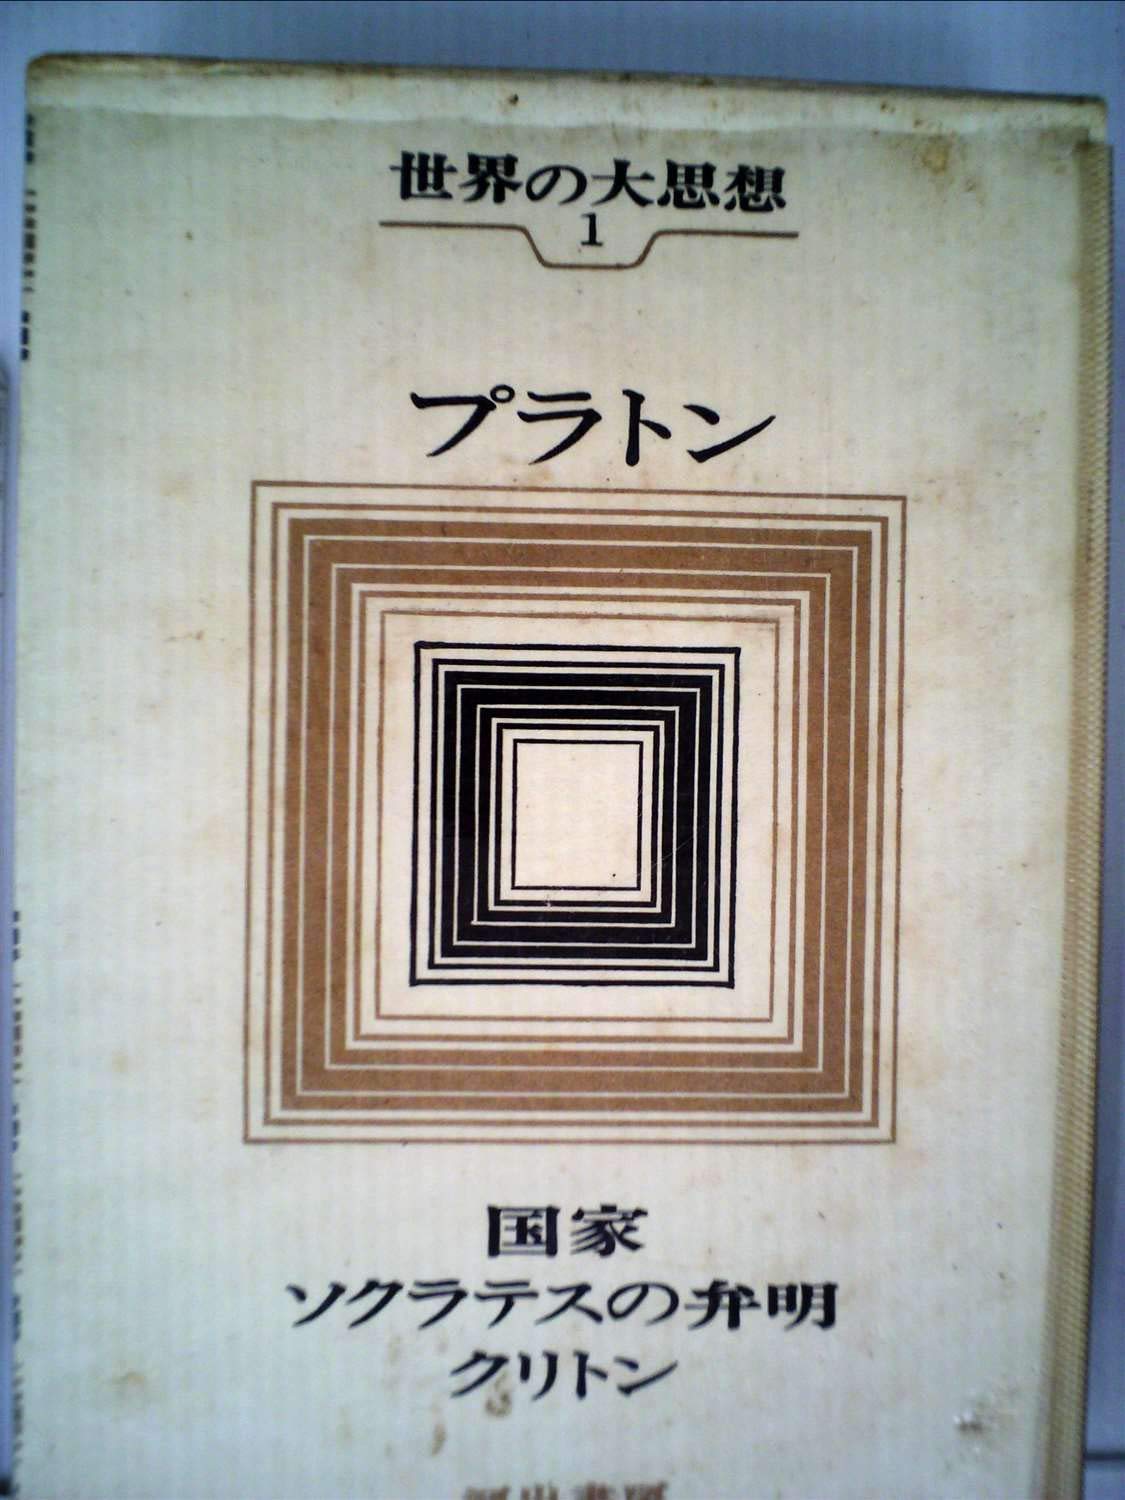 世界の大思想
1
プラトン
国家
ソクラテスの弁明
クリトン